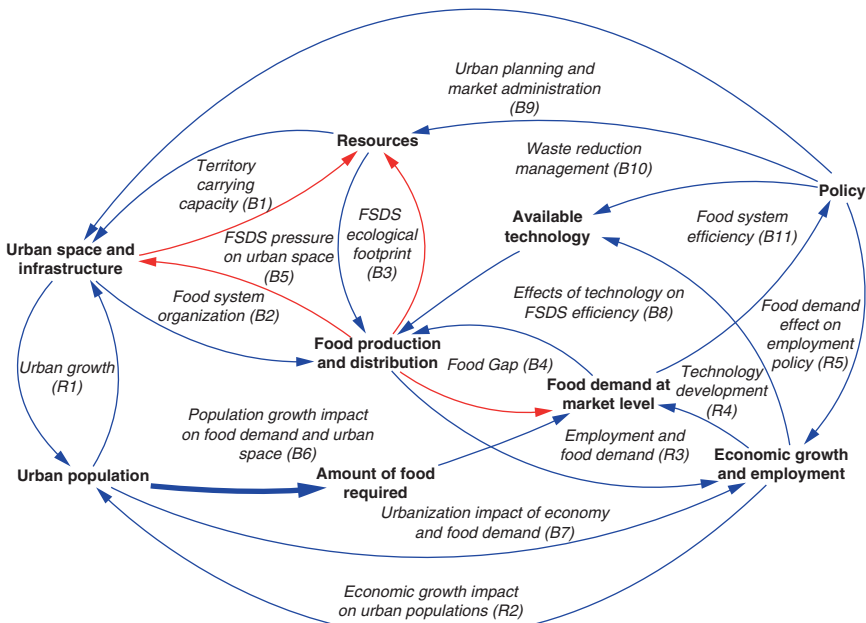 Urban planning and
market administration
(B9)
Resources
Waste reduction
management (B10)
Policy
Territory
carrying
capacity (B1)
FSDS
ecological
footprint
(B3)
Available
technology
Food system
efficiency (B11)
Urban space and
infrastructure
FSDS pressure
on urban space
(B5)
Food system
organization (B2)
Effects of technology on
FSDS efficiency (B8)
Food demand
effect on
employment
policy (R5)
Food production
and distribution
Urban growth
(R1)
Food Gap (B4)
Food demand at
market level
Technology
development
(R4)
Population growth impact
on food demand and urban
space (B6)
Employment and
food demand (R3)
Economic growth
and employment
Urban population
Amount of food
required
Urbanization impact of economy
and food demand (B7)
Economic growth impact
on urban populations (R2)